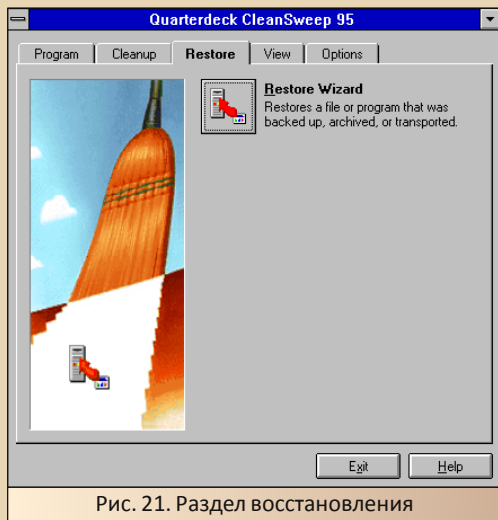 Quarterdeck CleanSweep 95
Program Cleanup Restore View Options
Restore Wizard
Restores a file or program that was
backed up, archived, or transported.
Exit Help
Рис. 21. Раздел восстановления